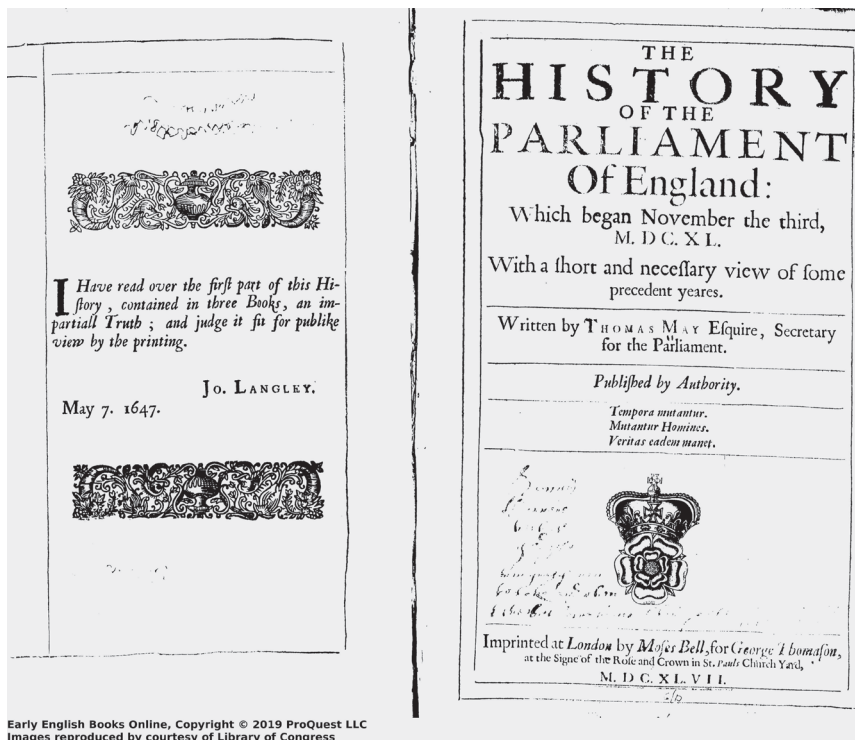 I Have read over the first part of this Hi-
story , contained in three Books, an im-
partiall Truth ; and judge it fit for publike
view by the printing.
Jo. Langley.
May 7. 1647.
THE
HISTORY
OF THE
PARLIAMENT
Of England:
Which began November the third,
M. D C. X L.
With a ſhort and neceſſary view of ſome
precedent yeares.
Written by Thomas May Eſquire, Secretary
for the Parliament.
Publiſhed by Authority.
Tempora mutantur.
Mutantur Homines.
Veritas eadem manet.
Imprinted at London by Moſes Bell, for George Thomaſon,
at the Signe of the Roſe and Crown in St. Pauls Church Yard,
M. D C. X L. V I I.
Early English Books Online, Copyright © 2019 ProQuest LLC
Images reproduced by courtesy of Library of Congress